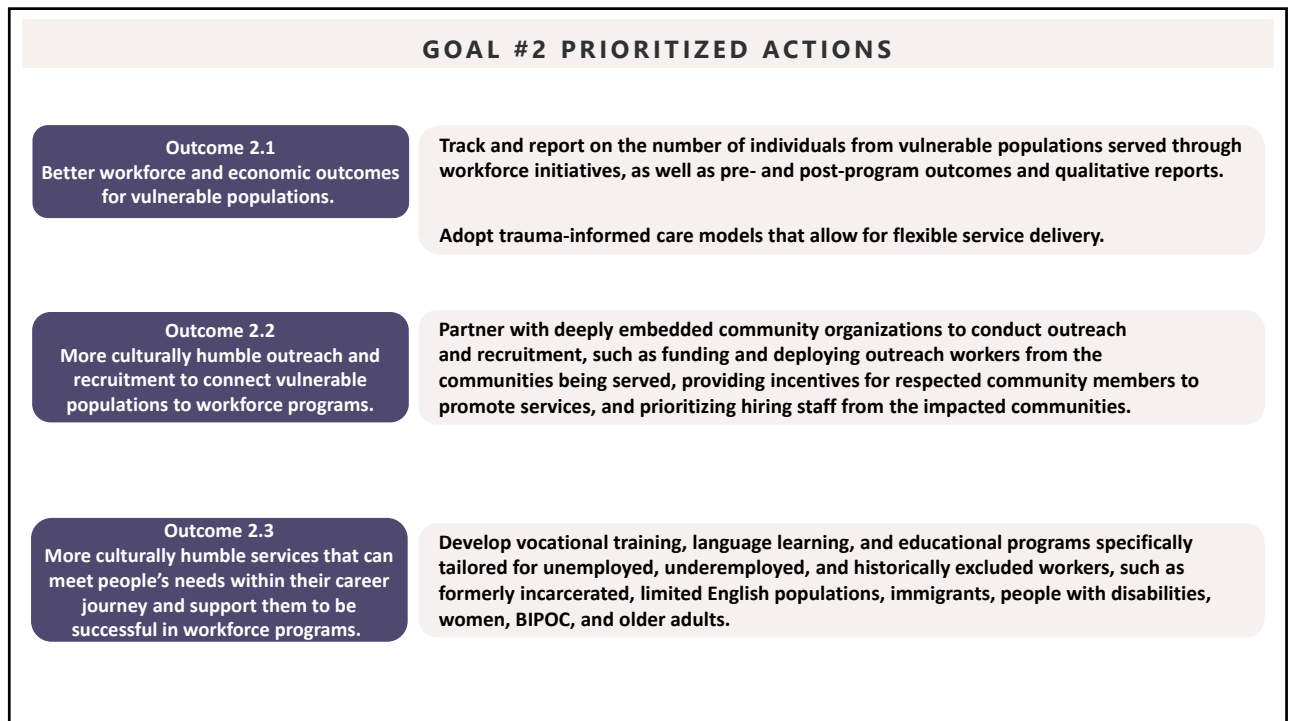 GOAL #2 PRIORITIZED ACTIONS
Outcome 2.1
Better workforce and economic outcomes
for vulnerable populations.
Track and report on the number of individuals from vulnerable populations served through
workforce initiatives, as well as pre- and post-program outcomes and qualitative reports.
Adopt trauma-informed care models that allow for flexible service delivery.
Outcome 2.2
More culturally humble outreach and
recruitment to connect vulnerable
populations to workforce programs.
Partner with deeply embedded community organizations to conduct outreach
and recruitment, such as funding and deploying outreach workers from the
communities being served, providing incentives for respected community members to
promote services, and prioritizing hiring staff from the impacted communities.
Outcome 2.3
More culturally humble services that can
meet people’s needs within their career
journey and support them to be
successful in workforce programs.
Develop vocational training, language learning, and educational programs specifically
tailored for unemployed, underemployed, and historically excluded workers, such as
formerly incarcerated, limited English populations, immigrants, people with disabilities,
women, BIPOC, and older adults.